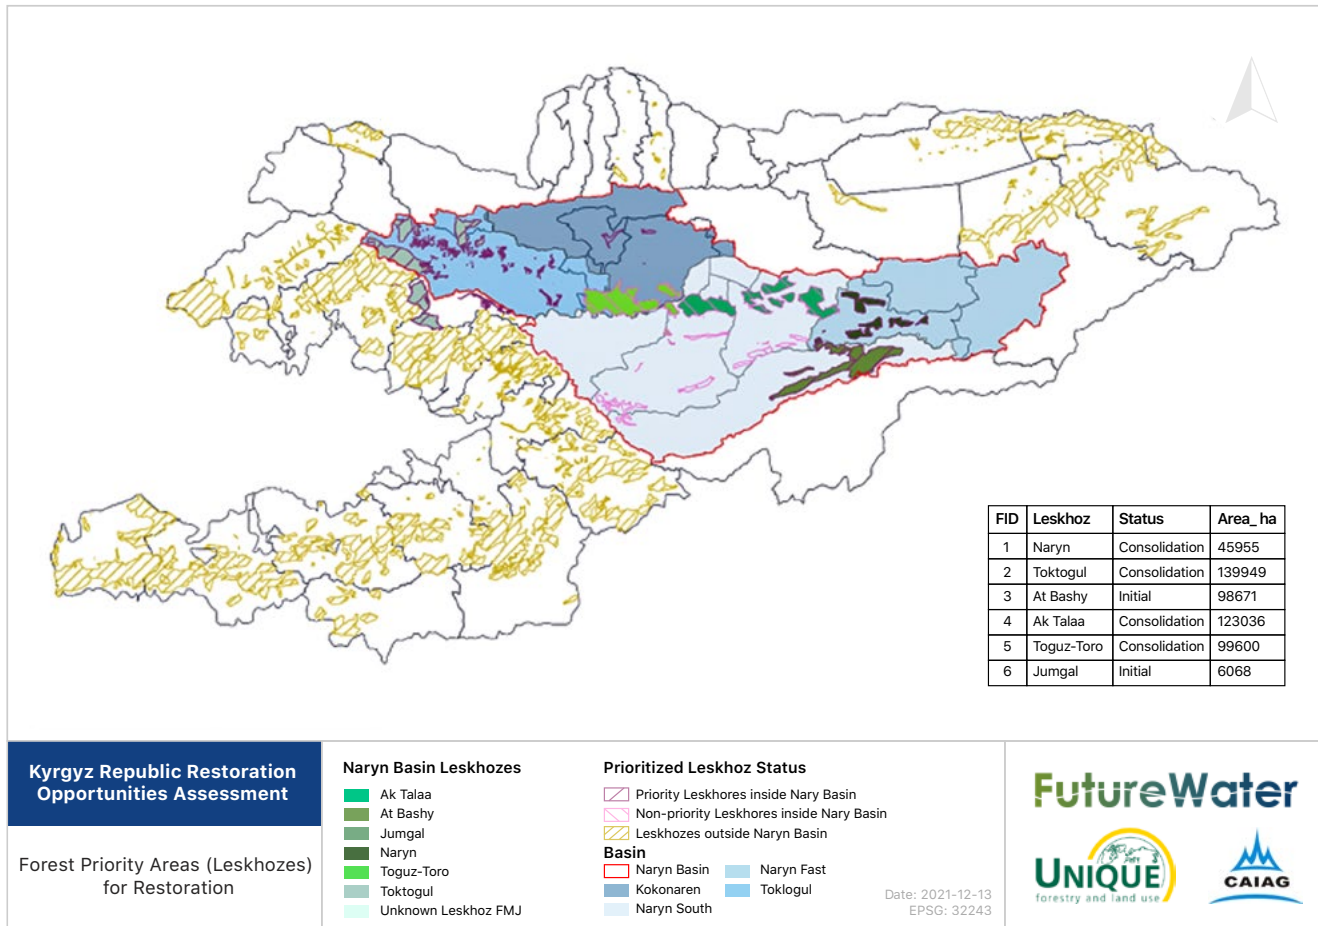 FID Leskhoz Status Area_ha
1 Naryn Consolidation 45955
2 Toktogul Consolidation 139949
3 At Bashy Initial 98671
4 Ak Talaa Consolidation 123036
5 Toguz-Toro Consolidation 99600
6 Jumgal Initial 6068
Kyrgyz Republic Restoration
Opportunities Assessment
Forest Priority Areas (Leskhozes)
for Restoration
Naryn Basin Leskhozes
Ak Talaa
At Bashy
Jumgal
Naryn
Toguz-Toro
Toktogul
Unknown Leskhoz FMJ
Prioritized Leskhoz Status
Priority Leskhores inside Nary Basin
Non-priority Leskhores inside Nary Basin
Leskhozes outside Naryn Basin
Basin
Naryn Basin
Kokonaren
Naryn South
Naryn Fast
Toklogul
Date: 2021-12-13
EPSG: 32243
FutureWater
UNIQUE
forestry and land use
CAIAG